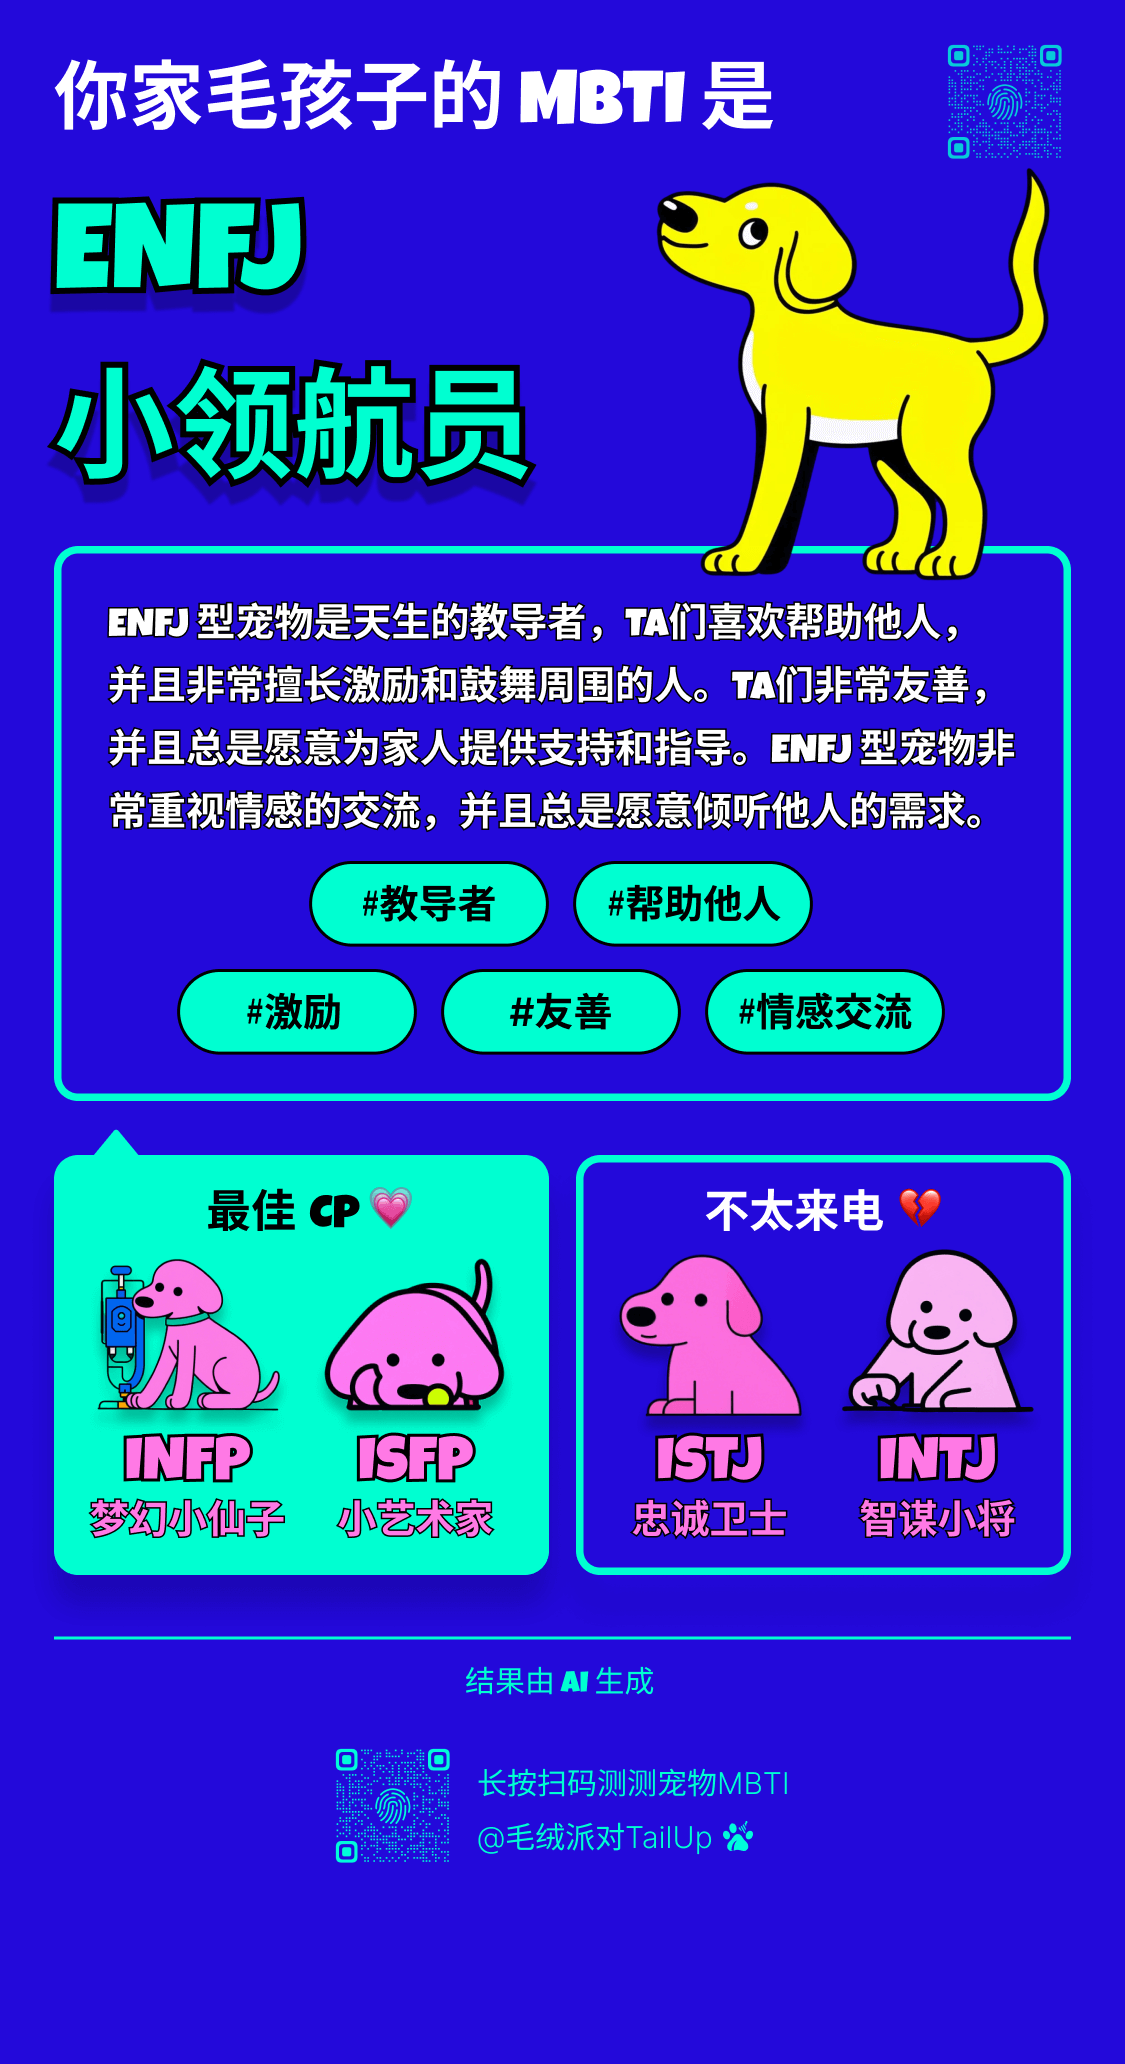 你家毛孩子的 MBTI 是
ENFJ
小领航员
ENFJ 型宠物是天生的教导者，TA们喜欢帮助他人，
并且非常擅长激励和鼓舞周围的人。TA们非常友善，
并且总是愿意为家人提供支持和指导。ENFJ 型宠物非
常重视情感的交流，并且总是愿意倾听他人的需求。
#教导者 #帮助他人
#激励 #友善 #情感交流
最佳 CP
INFP ISFP
梦幻小仙子 小艺术家
不太来电
ISTJ INTJ
忠诚卫士 智谋小将
结果由 AI 生成
长按扫码测测宠物MBTI
@毛绒派对TailUp